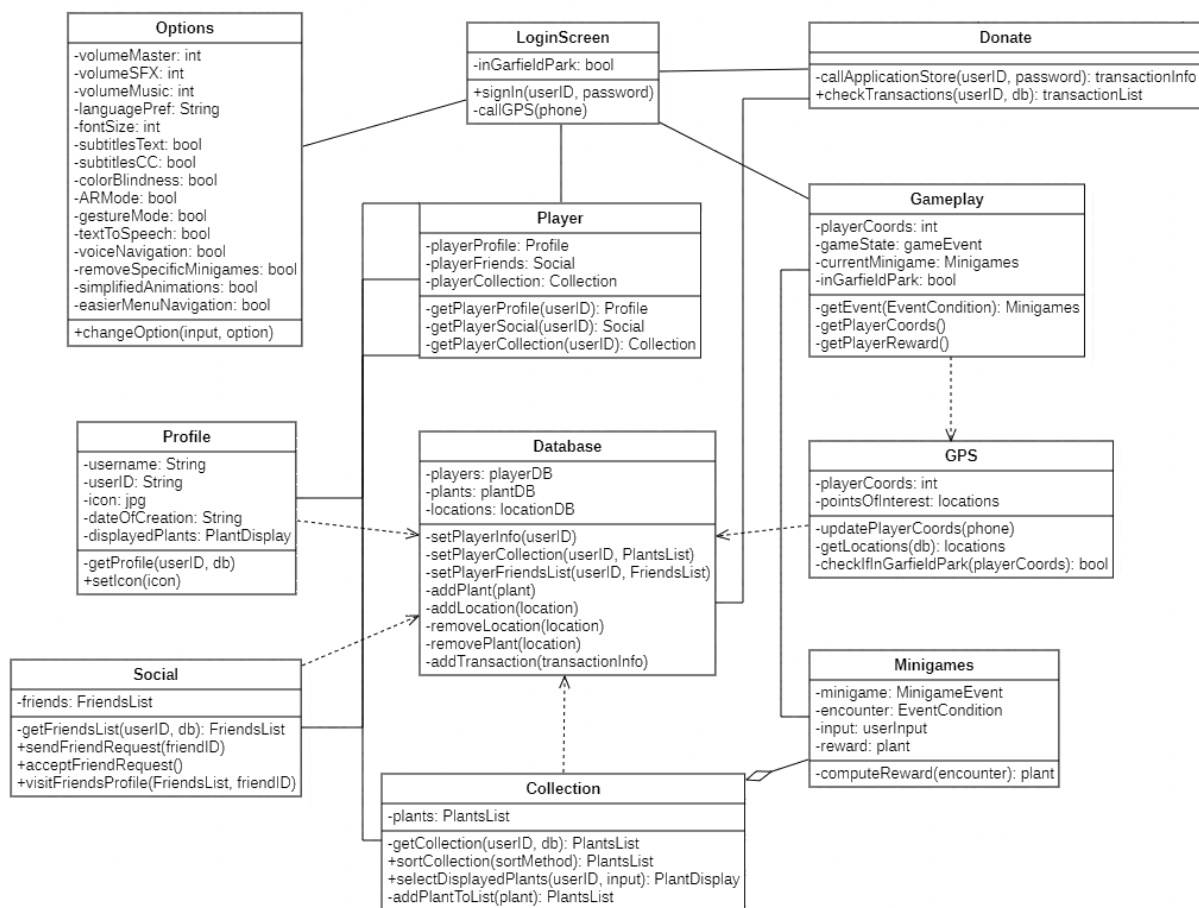 Options
-volumeMaster: int
-volumeSFX: int
-volumeMusic: int
-languagePref: String
-fontSize: int
-subtitlesText: bool
-subtitlesCC: bool
-colorBlindness: bool
-ARMode: bool
-gestureMode: bool
-textToSpeech: bool
-voiceNavigation: bool
-removeSpecificMinigames: bool
-simplifiedAnimations: bool
-easierMenuNavigation: bool
+changeOption(input, option)
LoginScreen
-inGarfieldPark: bool
+signIn(userID, password)
-callGPS(phone)
Donate
-callApplicationStore(userID, password): transactionInfo
+checkTransactions(userID, db): transactionList
Player
-playerProfile: Profile
-playerFriends: Social
-playerCollection: Collection
-getPlayerProfile(userID): Profile
-getPlayerSocial(userID): Social
-getPlayerCollection(userID): Collection
Gameplay
-playerCoords: int
-gameState: gameEvent
-currentMinigame: Minigames
-inGarfieldPark: bool
-getEvent(EventCondition): Minigames
-getPlayerCoords()
-getPlayerReward()
Profile
-username: String
-userID: String
-icon: jpg
-dateOfCreation: String
-displayedPlants: PlantDisplay
-getProfile(userID, db)
+setIcon(icon)
Database
-players: playerDB
-plants: plantDB
-locations: locationDB
-setPlayerInfo(userID)
-setPlayerCollection(userID, PlantsList)
-setPlayerFriendsList(userID, FriendsList)
-addPlant(plant)
-addLocation(location)
-removeLocation(location)
-removePlant(location)
-addTransaction(transactionInfo)
GPS
-playerCoords: int
-pointsOfInterest: locations
-updatePlayerCoords(phone)
-getLocations(db): locations
-checkIfInGarfieldPark(playerCoords): bool
Social
-friends: FriendsList
-getFriendsList(userID, db): FriendsList
+sendFriendRequest(friendID)
+acceptFriendRequest()
+visitFriendsProfile(FriendsList, friendID)
Minigames
-minigame: MinigameEvent
-encounter: EventCondition
-input: userInput
-reward: plant
-computeReward(encounter): plant
Collection
-plants: PlantsList
-getCollection(userID, db): PlantsList
+sortCollection(sortMethod): PlantsList
+selectDisplayedPlants(userID, input): PlantDisplay
-addPlantToList(plant): PlantsList